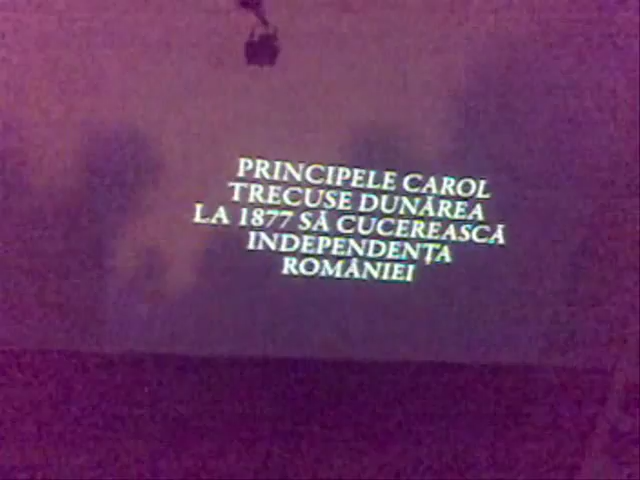 PRINCIPELE CAROL
TRECUSE DUNĂREA
LA 1877 SĂ CUCEREASCĂ
INDEPENDENȚA
ROMÂNIEI